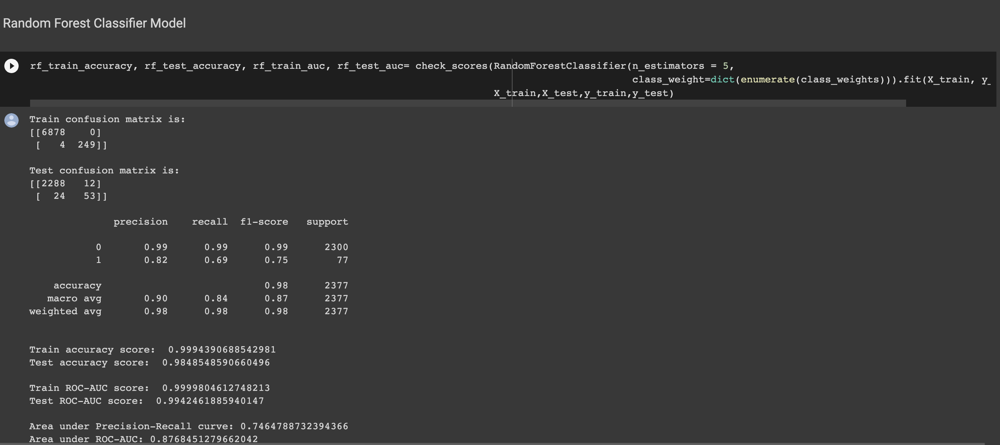 Random Forest Classifier Model
rf_train_accuracy, rf_test_accuracy, rf_train_auc, rf_test_auc= check_scores(RandomForestClassifier(n_estimators = 5,
class_weight=dict(enumerate(class_weights))).fit(X_train, y_
X_train,X_test,y_train,y_test)
Train confusion matrix is:
[[6878    0]
 [   4  249]]
Test confusion matrix is:
[[2288   12]
 [  24   53]]
precision    recall  f1-score   support
0       0.99      0.99      0.99      2300
1       0.82      0.69      0.75        77
accuracy                           0.98      2377
macro avg       0.90      0.84      0.87      2377
weighted avg       0.98      0.98      0.98      2377
Train accuracy score:  0.9994390688542981
Test accuracy score:  0.9848548590660496
Train ROC-AUC score:  0.9999804612748213
Test ROC-AUC score:  0.9942461885940147
Area under Precision-Recall curve: 0.7464788732394366
Area under ROC-AUC: 0.8768451279662042